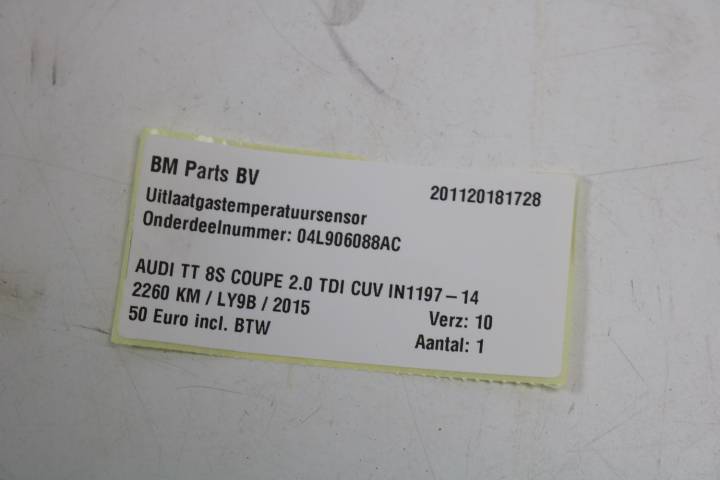 BM Parts BV 201120181728
Uitlaatgastemperatuursensor
Onderdeelnummer: 04L906088AC
AUDI TT 8S COUPE 2.0 TDI CUV IN1197-14
2260 KM / LY9B / 2015 Verz: 10
50 Euro incl. BTW Aantal: 1